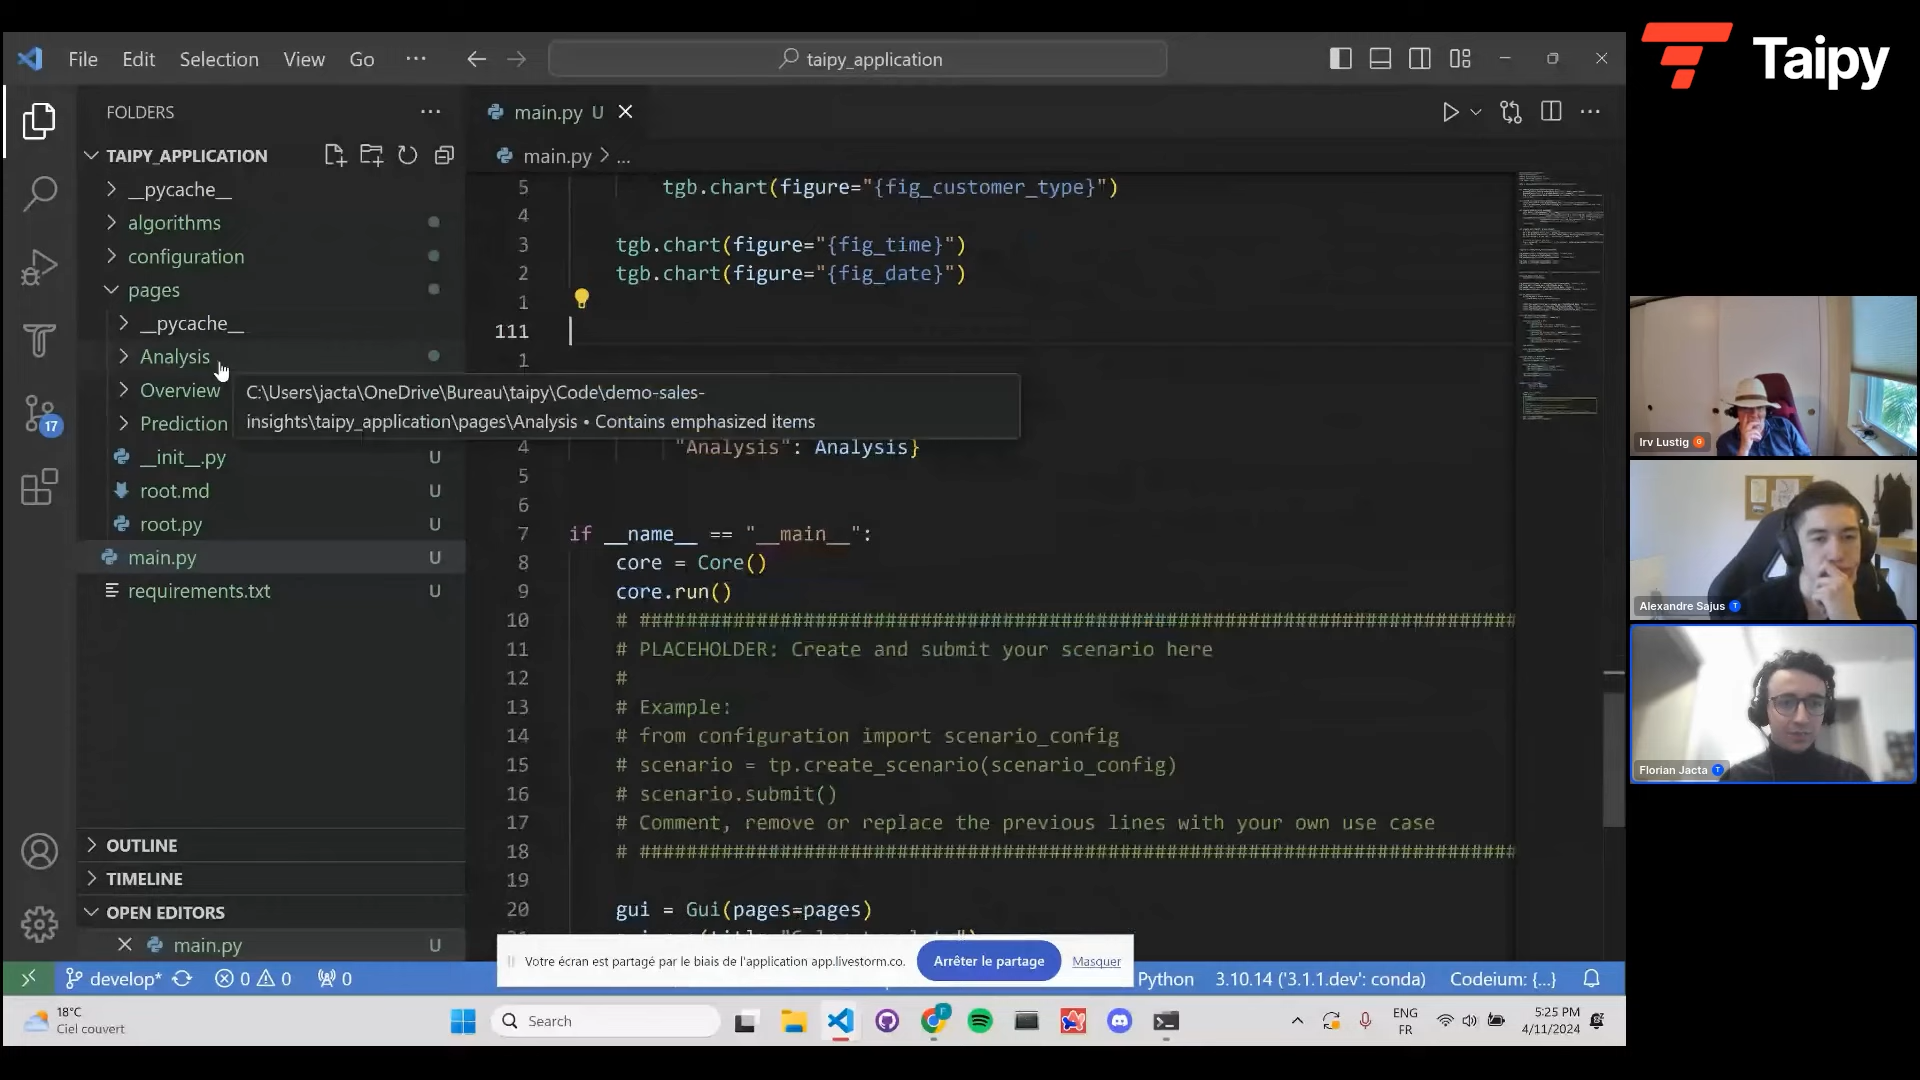 File Edit Selection View Go ...
taipy_application
Taipy
FOLDERS
TAIPY_APPLICATION
__pycache__
algorithms
configuration
pages
__pycache__
Analysis
Overview
Prediction
__init__.py U
root.md U
root.py U
main.py U
requirements.txt U
OUTLINE
TIMELINE
OPEN EDITORS
main.py U
17
main.py U
main.py > ...
5 tgb.chart(figure="{fig_customer_type}")
4
3 tgb.chart(figure="{fig_time}")
2 tgb.chart(figure="{fig_date}")
1
111
1
C:\Users\jacta\OneDrive\Bureau\taipy\Code\demo-sales-
insights\taipy_application\pages\Analysis • Contains emphasized items
4 "Analysis": Analysis}
5
6
7 if __name__ == "__main__":
8 core = Core()
9 core.run()
10 # ###########################################################################
11 # PLACEHOLDER: Create and submit your scenario here
12 #
13 # Example:
14 # from configuration import scenario_config
15 # scenario = tp.create_scenario(scenario_config)
16 # scenario.submit()
17 # Comment, remove or replace the previous lines with your own use case
18 # ###########################################################################
19
20 gui = Gui(pages=pages)
Votre écran est partagé par le biais de l'application app.livestorm.co. Arrêter le partage Masquer
develop* 0 0 0 Python 3.10.14 ('3.1.1.dev': conda) Codeium: {...}
18°C
Ciel couvert
Search
ENG
FR
5:25 PM
4/11/2024
Irv Lustig G
Alexandre Sajus T
Florian Jacta T